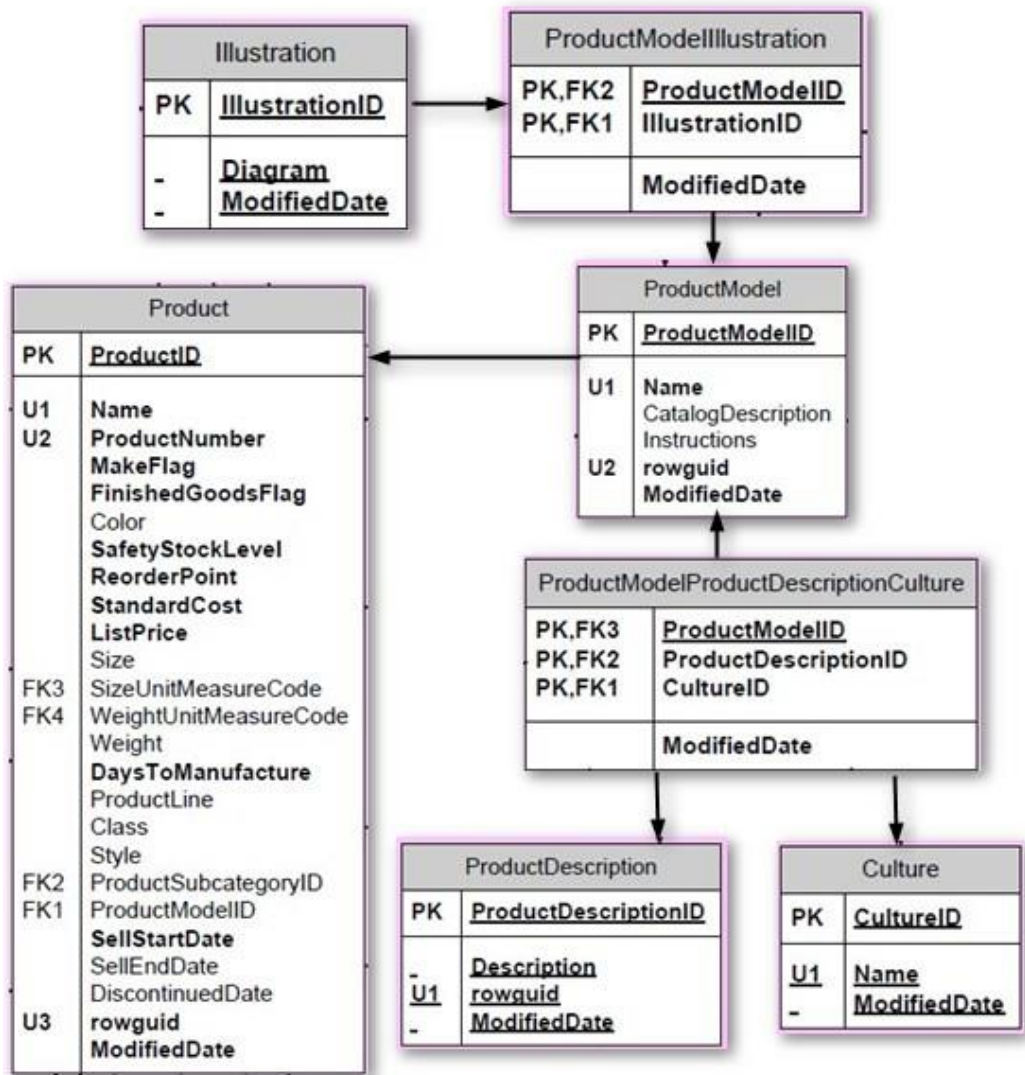 Illustration
PK IllustrationID
- Diagram
- ModifiedDate
ProductModelIllustration
PK,FK2 ProductModelID
PK,FK1 IllustrationID
ModifiedDate
ProductModel
PK ProductModelID
U1 Name
CatalogDescription
Instructions
U2 rowguid
ModifiedDate
Product
PK ProductID
U1 Name
U2 ProductNumber
MakeFlag
FinishedGoodsFlag
Color
SafetyStockLevel
ReorderPoint
StandardCost
ListPrice
Size
FK3 SizeUnitMeasureCode
FK4 WeightUnitMeasureCode
Weight
DaysToManufacture
ProductLine
Class
Style
FK2 ProductSubcategoryID
FK1 ProductModelID
SellStartDate
SellEndDate
DiscontinuedDate
U3 rowguid
ModifiedDate
ProductModelProductDescriptionCulture
PK,FK3 ProductModelID
PK,FK2 ProductDescriptionID
PK,FK1 CultureID
ModifiedDate
ProductDescription
PK ProductDescriptionID
- Description
U1 rowguid
- ModifiedDate
Culture
PK CultureID
U1 Name
- ModifiedDate